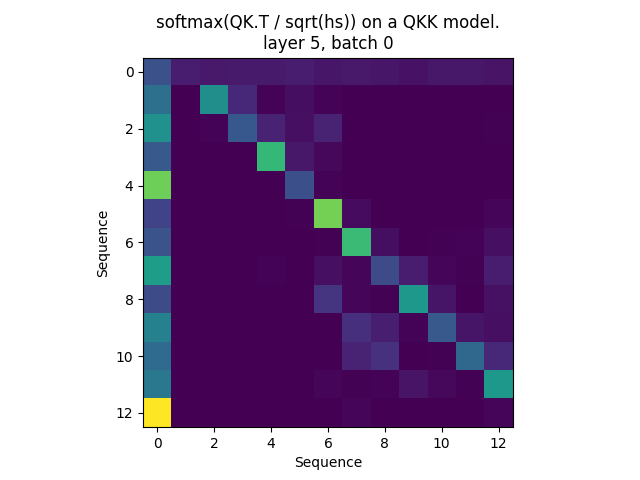 softmax(QK.T / sqrt(hs)) on a QKK model.
layer 5, batch 0
0
2
4
6
8
10
12
Sequence
0 2 4 6 8 10 12
Sequence